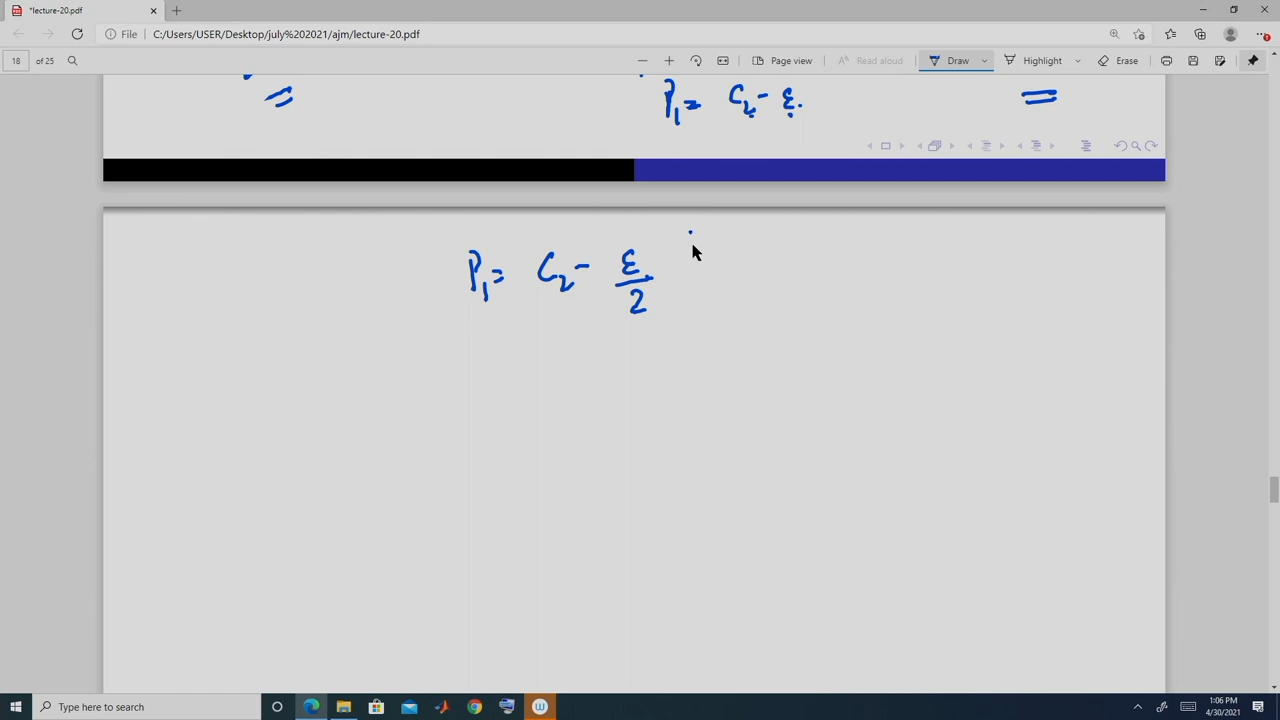 *lecture-20.pdf
File C:/Users/USER/Desktop/july%202021/ajm/lecture-20.pdf
18 of 25 Page view Read aloud Draw Highlight Erase
P₁ = C₂ - ε.
P₁ = C₂ - ε/2
Type here to search
1:06 PM
4/30/2021